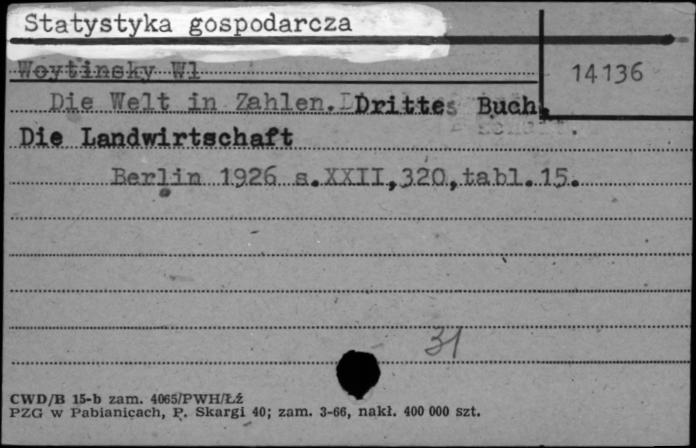 Statystyka gospodarcza
Woytinsky Wl
14136
Die Welt in Zahlen. Drittes Buch.
Die Landwirtschaft
Berlin 1926 s.XXII,320,tabl.15.
31
CWD/B 15-b zam. 4065/PWH/Łź
PZG w Pabianicach, P. Skargi 40; zam. 3-66, nakł. 400 000 szt.